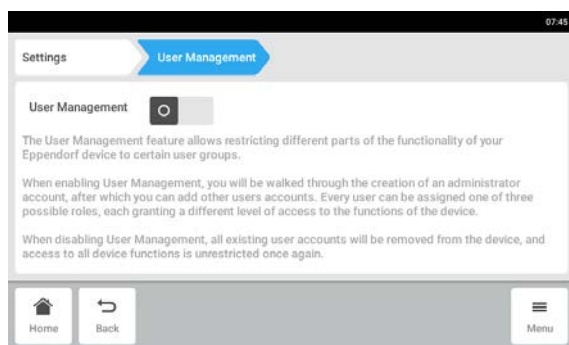 07:45
Settings
User Management
User Management
The User Management feature allows restricting different parts of the functionality of your
Eppendorf device to certain user groups.
When enabling User Management, you will be walked through the creation of an administrator
account, after which you can add other users accounts. Every user can be assigned one of three
possible roles, each granting a different level of access to the functions of the device.
When disabling User Management, all existing user accounts will be removed from the device, and
access to all device functions is unrestricted once again.
Home
Back
Menu